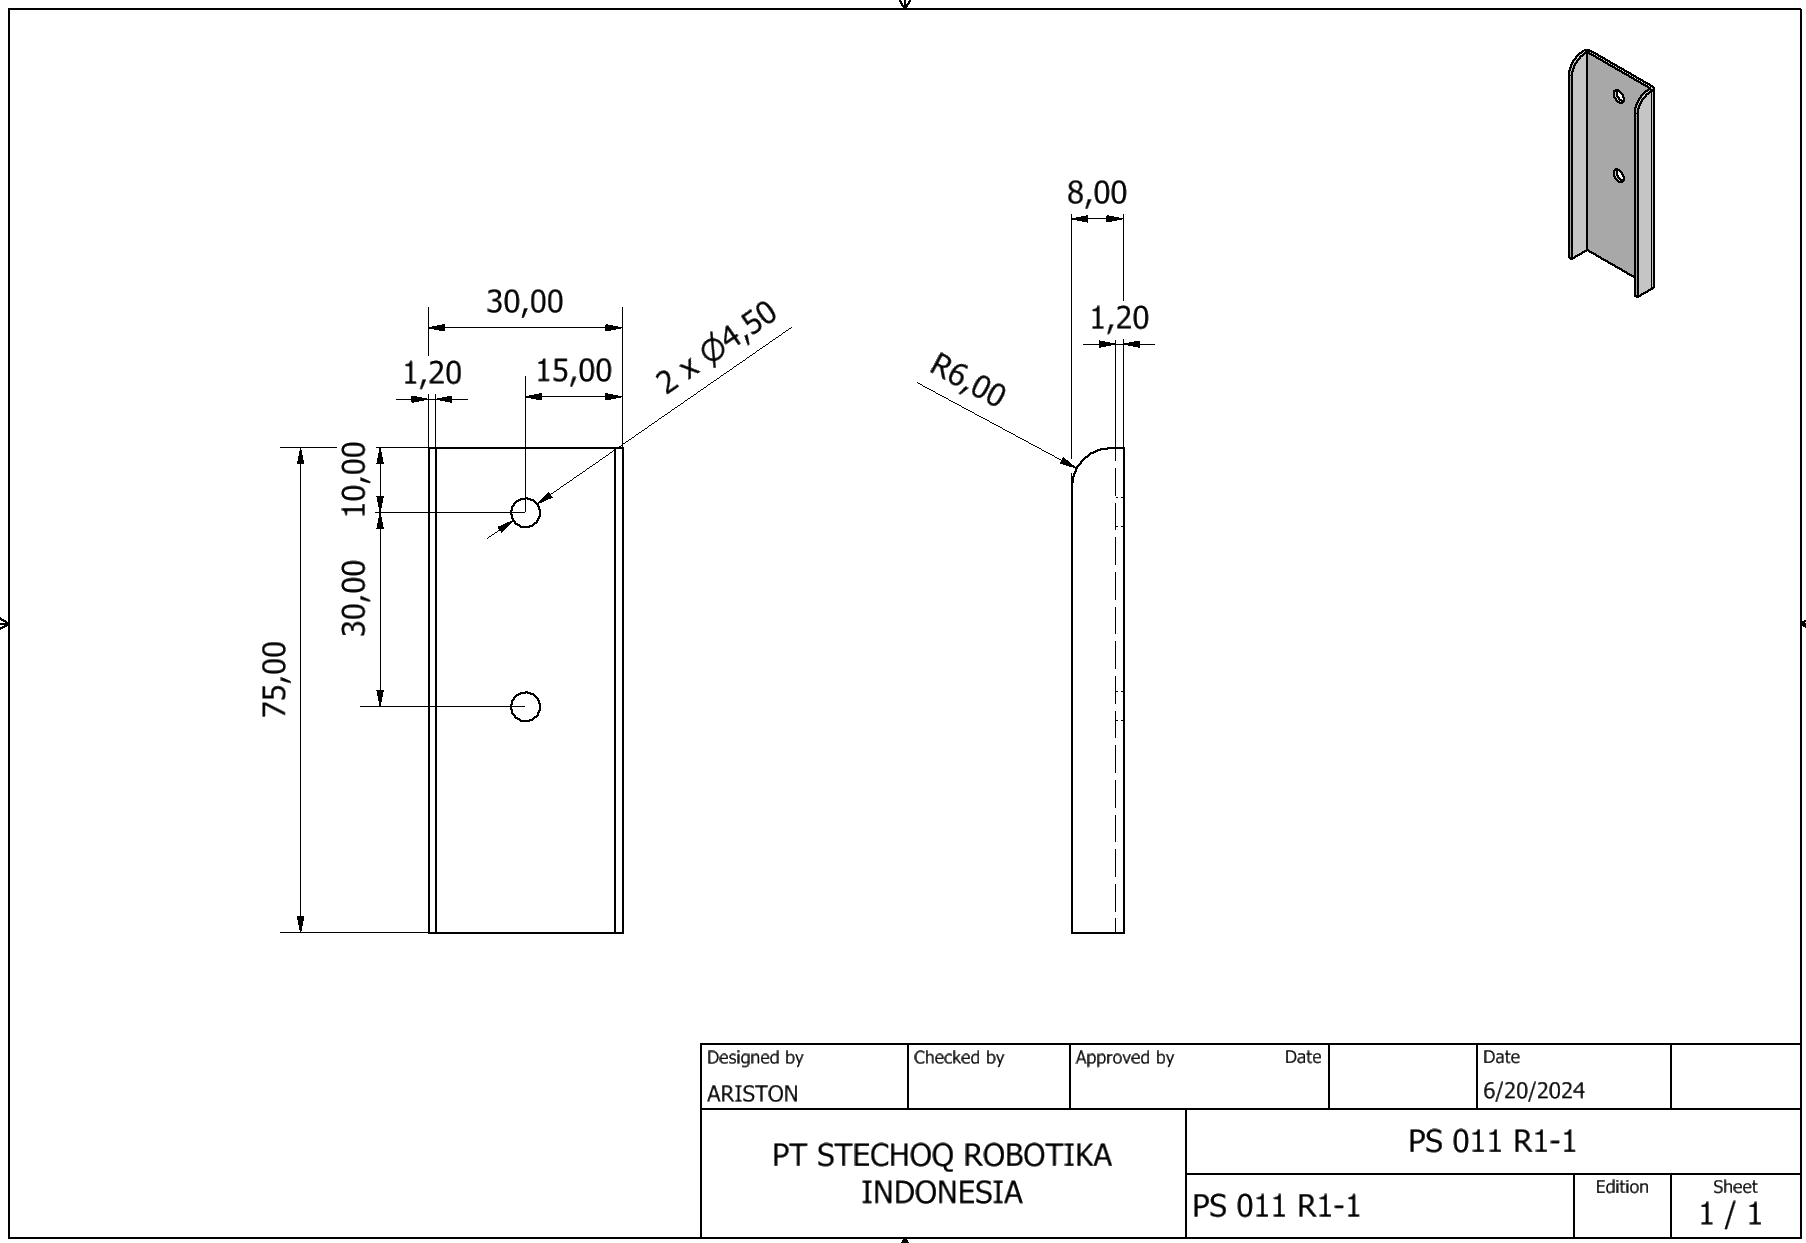 8,00
30,00
2 x Ø4,50
1,20
R6,00
1,20
15,00
10,00
30,00
75,00
Designed by
Checked by
Approved by
Date
Date
ARISTON
6/20/2024
PT STECHOQ ROBOTIKA
INDONESIA
PS 011 R1-1
PS 011 R1-1
Edition
Sheet
1 / 1